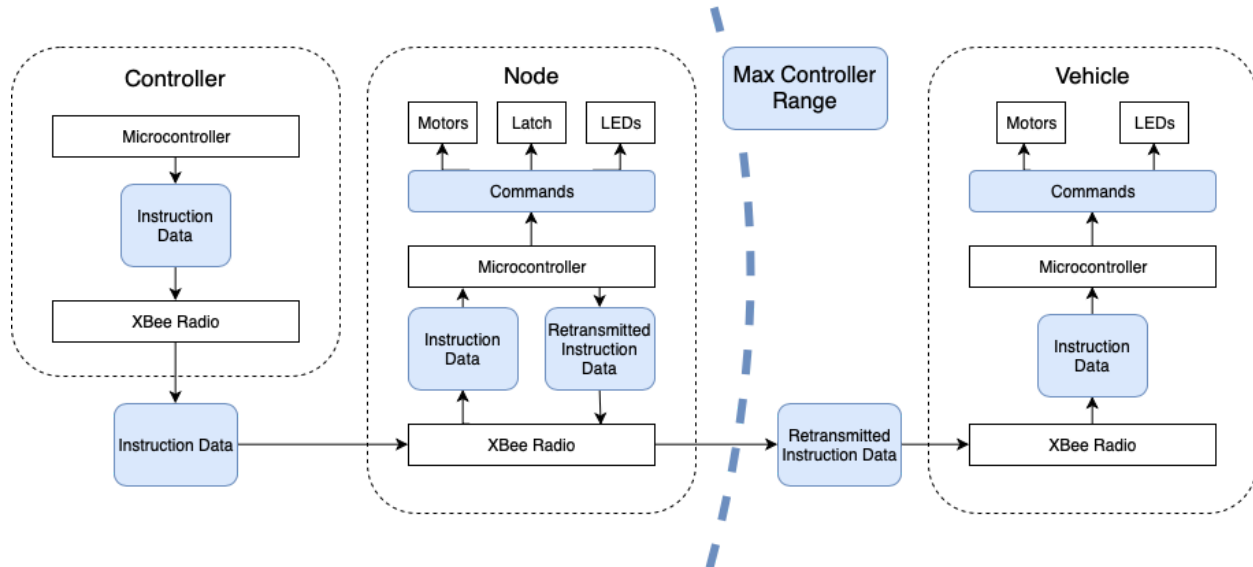 Controller
Microcontroller
Instruction
Data
XBee Radio
Instruction Data
Node
Motors
Latch
LEDs
Commands
Microcontroller
Instruction
Data
Retransmitted
Instruction
Data
XBee Radio
Max Controller
Range
Retransmitted
Instruction Data
Vehicle
Motors
LEDs
Commands
Microcontroller
Instruction
Data
XBee Radio